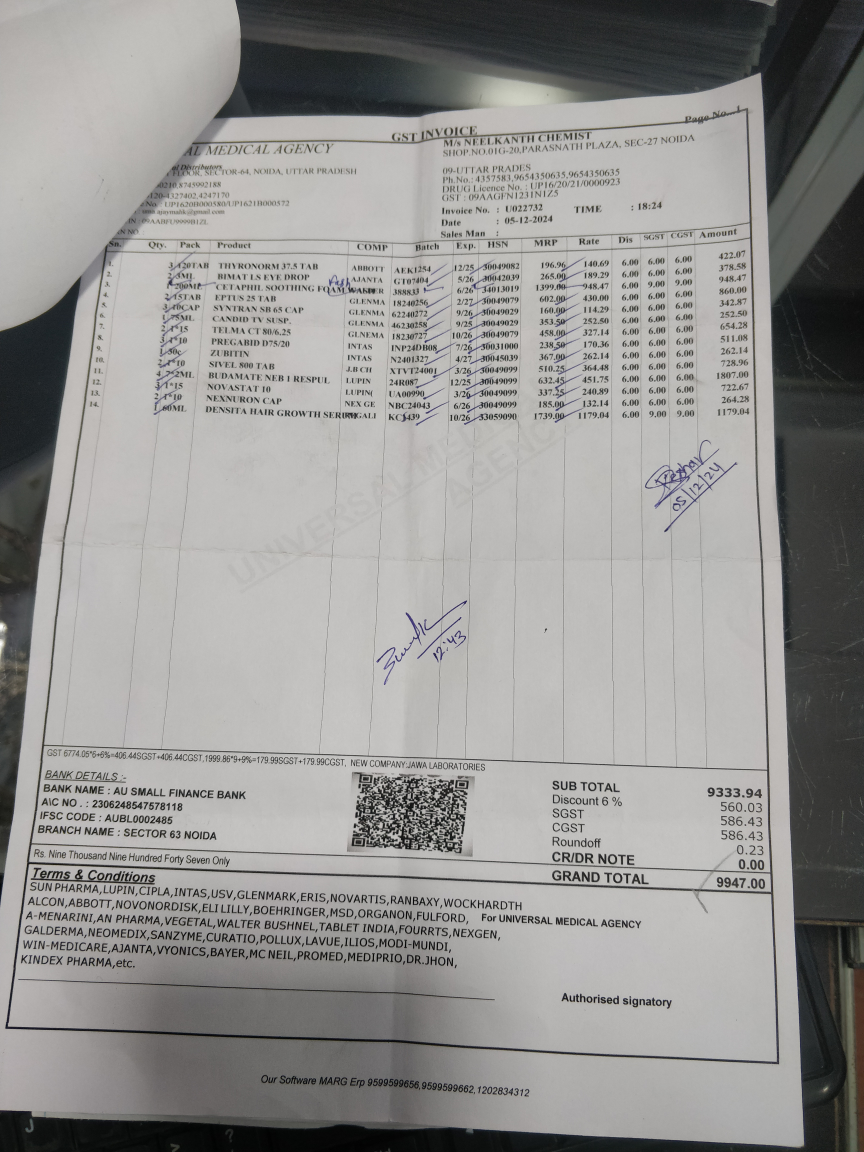 Page No...1
GST INVOICE
AL MEDICAL AGENCY
M/s NEELKANTH CHEMIST
SHOP.NO.01G-20,PARASNATH PLAZA, SEC-27 NOIDA
Distributors
FLOOR, SECTOR-64, NOIDA, UTTAR PRADESH
09-UTTAR PRADES
Ph.No.: 4357583,9654350635,9654350635
DRUG Licence No. : UP16/20/21/0000923
GST : 09AAGFN1231N1Z5
0210,8745992188
120-4327402,4247170
No. : UP1620B000580/UP1621B000572
Invoice No. : U022732 TIME : 18:24
Date : 05-12-2024
Sales Man :
Sn. Qty. Pack Product COMP Batch Exp. HSN MRP Rate Dis SGST CGST Amount
1. 3 120TAB THYRONORM 37.5 TAB ABBOTT AEK1254 12/25 30049082 196.96 140.69 6.00 6.00 6.00 422.07
2. 2 3ML BIMAT LS EYE DROP AJANTA GT07404 5/26 30042039 265.00 189.29 6.00 6.00 6.00 378.58
3. 1 200ML CETAPHIL SOOTHING FOAM WASH 388833 6/26 34013019 1399.00 948.47 6.00 9.00 9.00 948.47
4. 2 15TAB EPTUS 25 TAB GLENMA 18240256 2/27 30049079 602.00 430.00 6.00 6.00 6.00 860.00
5. 3 10CAP SYNTRAN SB 65 CAP GLENMA 62240272 9/26 30049029 160.00 114.29 6.00 6.00 6.00 342.87
6. 1 75ML CANDID TV SUSP. GLENMA 46230258 9/25 30049029 353.50 252.50 6.00 6.00 6.00 252.50
7. 2 1*15 TELMA CT 80/6.25 GLNEMA 18230727 10/26 30049079 458.00 327.14 6.00 6.00 6.00 654.28
8. 3 1*10 PREGABID D75/20 INTAS INP24DB08 7/26 30031000 238.50 170.36 6.00 6.00 6.00 511.08
9. 1 30c ZUBITIN INTAS N2401327 4/27 30045039 367.00 262.14 6.00 6.00 6.00 262.14
10. 2 1*10 SIVEL 800 TAB J.B CH XTVT24001 3/26 30049099 510.25 364.48 6.00 6.00 6.00 728.96
11. 4 7*2ML BUDAMATE NEB 1 RESPUL LUPIN 24R087 12/25 30049099 632.45 451.75 6.00 6.00 6.00 1807.00
12. 3 1*15 NOVASTAT 10 LUPIN( UA00990 3/26 30049099 337.25 240.89 6.00 6.00 6.00 722.67
13. 2 1*10 NEXNURON CAP NEX GE NBC24043 6/26 30049099 185.00 132.14 6.00 6.00 6.00 264.28
14. 1 60ML DENSITA HAIR GROWTH SERUM 10/26 33059090 1739.00 1179.04 6.00 9.00 9.00 1179.04
05/12/24
UNIVERSAL MEDICAL AGENCY
12:43
GST 6774.05*6+6%=406.44SGST+406.44CGST,1999.86*9+9%=179.99SGST+179.99CGST, NEW COMPANY:JAWA LABORATORIES
BANK DETAILS :-
BANK NAME : AU SMALL FINANCE BANK
A\C NO . : 2306248547578118
IFSC CODE : AUBL0002485
BRANCH NAME : SECTOR 63 NOIDA
SUB TOTAL 9333.94
Discount 6 % 560.03
SGST 586.43
CGST 586.43
Roundoff 0.23
CR/DR NOTE 0.00
GRAND TOTAL 9947.00
Rs. Nine Thousand Nine Hundred Forty Seven Only
Terms & Conditions
SUN PHARMA,LUPIN,CIPLA,INTAS,USV,GLENMARK,ERIS,NOVARTIS,RANBAXY,WOCKHARDTH
ALCON,ABBOTT,NOVONORDISK,ELI LILLY,BOEHRINGER,MSD,ORGANON,FULFORD,
For UNIVERSAL MEDICAL AGENCY
A-MENARINI,AN PHARMA,VEGETAL,WALTER BUSHNEL,TABLET INDIA,FOURRTS,NEXGEN,
GALDERMA,NEOMEDIX,SANZYME,CURATIO,POLLUX,LAVUE,ILIOS,MODI-MUNDI,
WIN-MEDICARE,AJANTA,VYONICS,BAYER,MC NEIL,PROMED,MEDIPRIO,DR.JHON,
KINDEX PHARMA,etc.
Authorised signatory
Our Software MARG Erp 9599599656,9599599662,1202834312